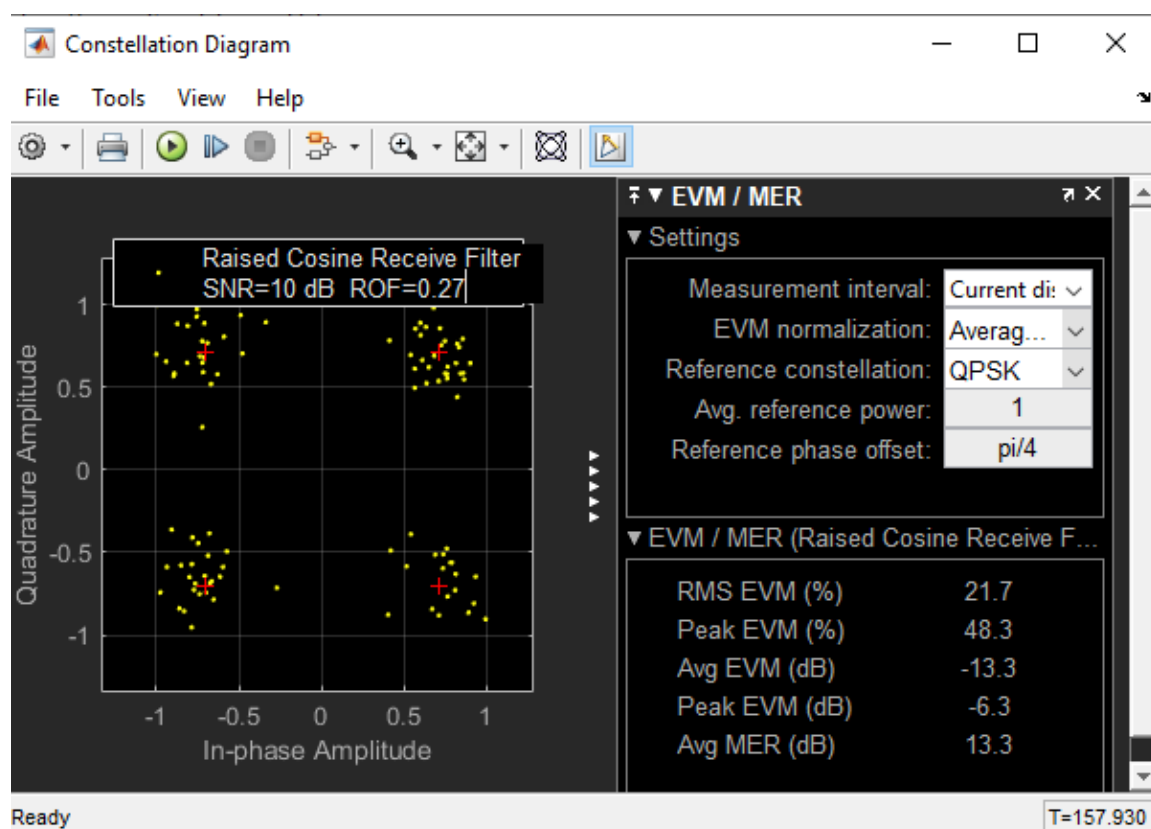 Constellation Diagram
File Tools View Help
EVM / MER
Settings
Raised Cosine Receive Filter
SNR=10 dB ROF=0.27
Measurement interval: Current di:
EVM normalization: Averag...
Reference constellation: QPSK
Avg. reference power: 1
Reference phase offset: pi/4
1
0.5
0
-0.5
-1
Quadrature Amplitude
-1 -0.5 0 0.5 1
In-phase Amplitude
EVM / MER (Raised Cosine Receive F...
RMS EVM (%) 21.7
Peak EVM (%) 48.3
Avg EVM (dB) -13.3
Peak EVM (dB) -6.3
Avg MER (dB) 13.3
Ready T=157.930